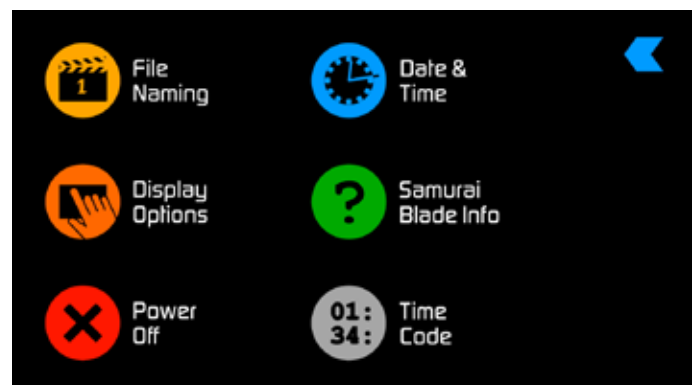 1
File
Naming
Date &
Time
Display
Options
?
Samurai
Blade Info
Power
Off
01:
34:
Time
Code